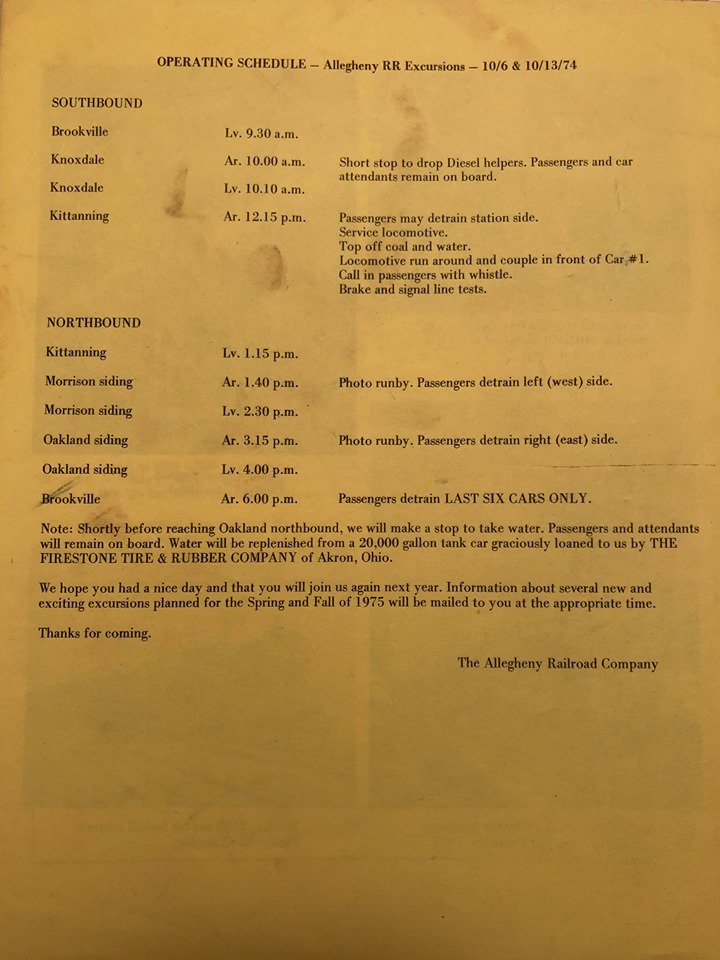 OPERATING SCHEDULE — Allegheny RR Excursions — 10/6 & 10/13/74
SOUTHBOUND
Brookville Lv. 9.30 a.m.
Knoxdale Ar. 10.00 a.m. Short stop to drop Diesel helpers. Passengers and car
attendants remain on board.
Knoxdale Lv. 10.10 a.m.
Kittanning Ar. 12.15 p.m. Passengers may detrain station side.
Service locomotive.
Top off coal and water.
Locomotive run around and couple in front of Car #1.
Call in passengers with whistle.
Brake and signal line tests.
NORTHBOUND
Kittanning Lv. 1.15 p.m.
Morrison siding Ar. 1.40 p.m. Photo runby. Passengers detrain left (west) side.
Morrison siding Lv. 2.30 p.m.
Oakland siding Ar. 3.15 p.m. Photo runby. Passengers detrain right (east) side.
Oakland siding Lv. 4.00 p.m.
Brookville Ar. 6.00 p.m. Passengers detrain LAST SIX CARS ONLY.
Note: Shortly before reaching Oakland northbound, we will make a stop to take water. Passengers and attendants
will remain on board. Water will be replenished from a 20,000 gallon tank car graciously loaned to us by THE
FIRESTONE TIRE & RUBBER COMPANY of Akron, Ohio.
We hope you had a nice day and that you will join us again next year. Information about several new and
exciting excursions planned for the Spring and Fall of 1975 will be mailed to you at the appropriate time.
Thanks for coming.
The Allegheny Railroad Company